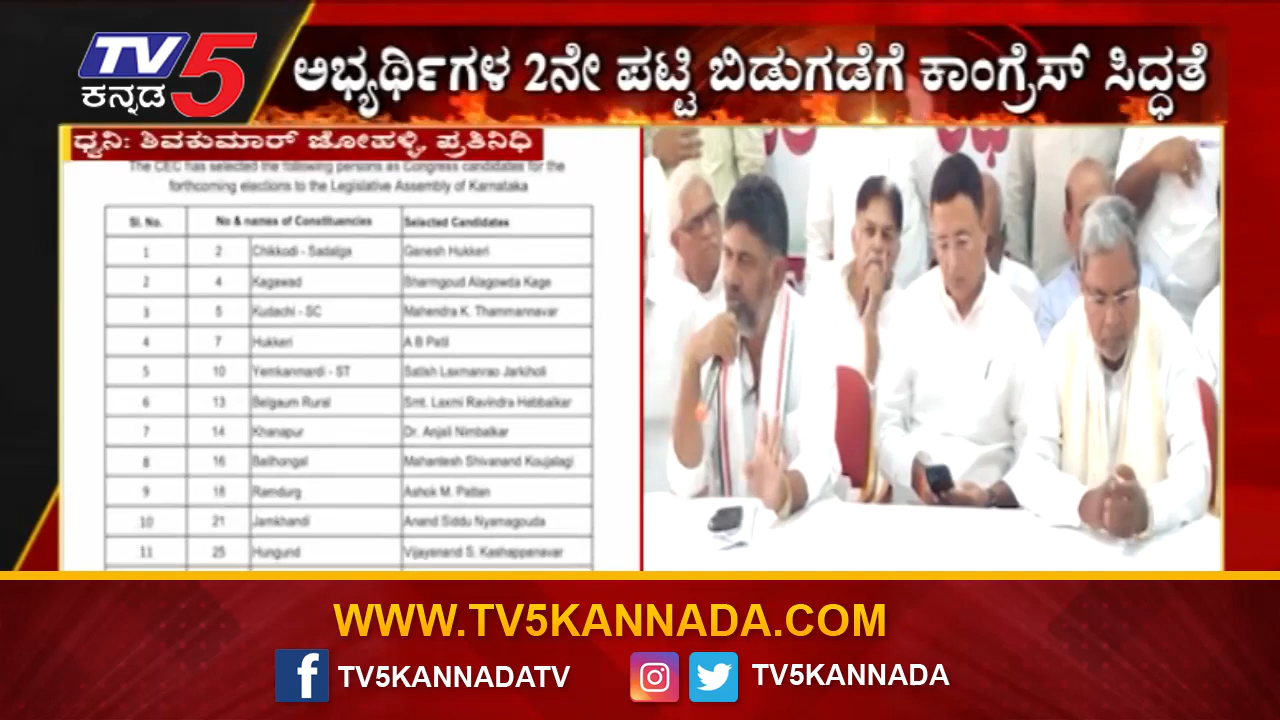 TV5
ಕನ್ನಡ
ಅಭ್ಯರ್ಥಿಗಳ 2ನೇ ಪಟ್ಟಿ ಬಿಡುಗಡೆಗೆ ಕಾಂಗ್ರೆಸ್ ಸಿದ್ಧತೆ
ಧ್ವನಿ: ಶಿವಕುಮಾರ್ ಜೋಹಳ್ಳಿ, ಪ್ರತಿನಿಧಿ
The CEC has selected the following persons as Congress candidates for the
forthcoming elections to the Legislative Assembly of Karnataka
Sl. No. No & names of Constituencies Selected Candidates
1 2 Chikkodi - Sadalga Ganesh Hukkeri
2 4 Kagawad Bharmgoud Alagowda Kage
3 5 Kudachi - SC Mahendra K. Thammannavar
4 7 Hukkeri A B Patil
5 10 Yemkanmardi - ST Satish Laxmanrao Jarkiholi
6 13 Belgaum Rural Smt. Laxmi Ravindra Hebbalkar
7 14 Khanapur Dr. Anjali Nimbalkar
8 16 Bailhongal Mahantesh Shivanand Koujalagi
9 18 Ramdurg Ashok M. Pattan
10 21 Jamkhandi Anand Siddu Nyamagouda
11 25 Hungund Vijayanand S. Kashappanavar
WWW.TV5KANNADA.COM
TV5KANNADATV TV5KANNADA